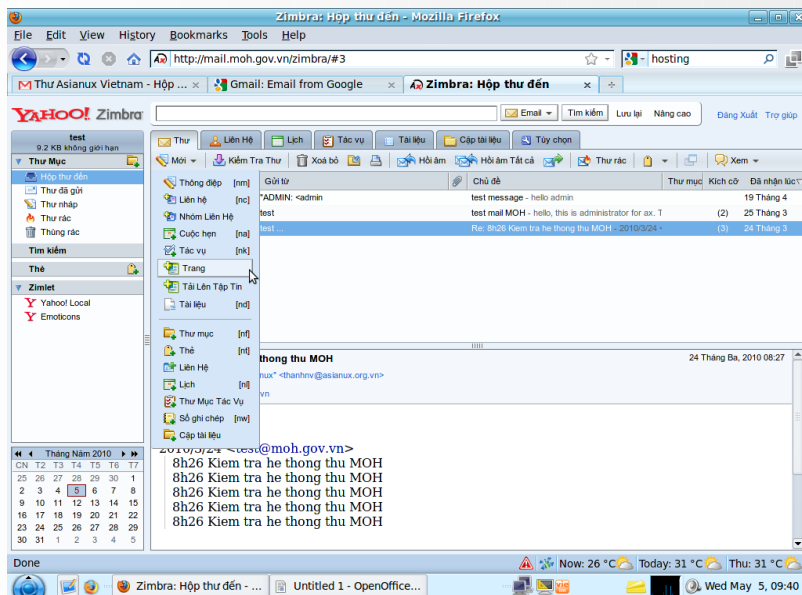 Zimbra: Hộp thư đến - Mozilla Firefox
File Edit View History Bookmarks Tools Help
http://mail.moh.gov.vn/zimbra/#3 hosting
Thư Asianux Vietnam - Hộp ... Gmail: Email from Google Zimbra: Hộp thư đến
YAHOO! Zimbra Email Tìm kiếm Lưu lại Nâng cao Đăng Xuất Trợ giúp
test
9.2 KB không giới hạn
Thư Lịch Tác vụ Tài liệu Cặp tài liệu Tùy chọn
Liên Hệ
Thư Mục
Mới Kiểm Tra Thư Xoá bỏ Hồi âm Hồi âm Tất cả Thư rác Xem
Hộp thư đến
Thư đã gửi
Thư nháp
Thư rác
Thùng rác
Tìm kiếm
Thẻ
Zimlet
Yahoo! Local
Emoticons
Thông điệp [nm]
Liên hệ [nc]
Nhóm Liên Hệ
Cuộc hẹn [na]
Tác vụ [nk]
Trang
Tải Lên Tập Tin
Tài liệu [nd]
Thư mục [nf]
Thẻ [nt]
Liên Hệ
Lịch [nl]
Thư Mục Tác Vụ
Sổ ghi chép [nw]
Cặp tài liệu
Gửi từ Chủ đề Thư mục Kích cỡ Đã nhận lúc
"ADMIN: <admin test message - hello admin 19 Tháng 4
test test mail MOH - hello, this is administrator for ax. T (2) 25 Tháng 3
test ... Re: 8h26 Kiem tra he thong thu MOH - 2010/3/24 < (3) 24 Tháng 3
thong thu MOH 24 Tháng Ba, 2010 08:27
nux" <thanhnv@asianux.org.vn>
vn
2010/3/24 <test@moh.gov.vn>
8h26 Kiem tra he thong thu MOH
8h26 Kiem tra he thong thu MOH
8h26 Kiem tra he thong thu MOH
8h26 Kiem tra he thong thu MOH
8h26 Kiem tra he thong thu MOH
Tháng Năm 2010
CN T2 T3 T4 T5 T6 T7
25 26 27 28 29 30 1
2 3 4 5 6 7 8
9 10 11 12 13 14 15
16 17 18 19 20 21 22
23 24 25 26 27 28 29
30 31 1 2 3 4 5
Done Now: 26 °C Today: 31 °C Thu: 31 °C
Zimbra: Hộp thư đến - ... Untitled 1 - OpenOffice... vie Wed May 5, 09:40